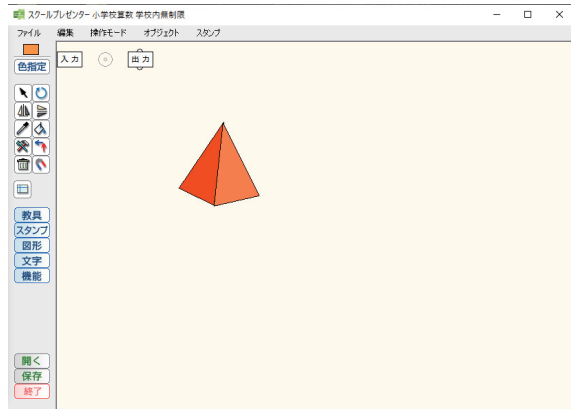 スクールプレゼンター 小学校算数 学校内無制限
ファイル 編集 操作モード オブジェクト スタンプ
色指定
入力 出力
教具
スタンプ
図形
文字
機能
開く
保存
終了